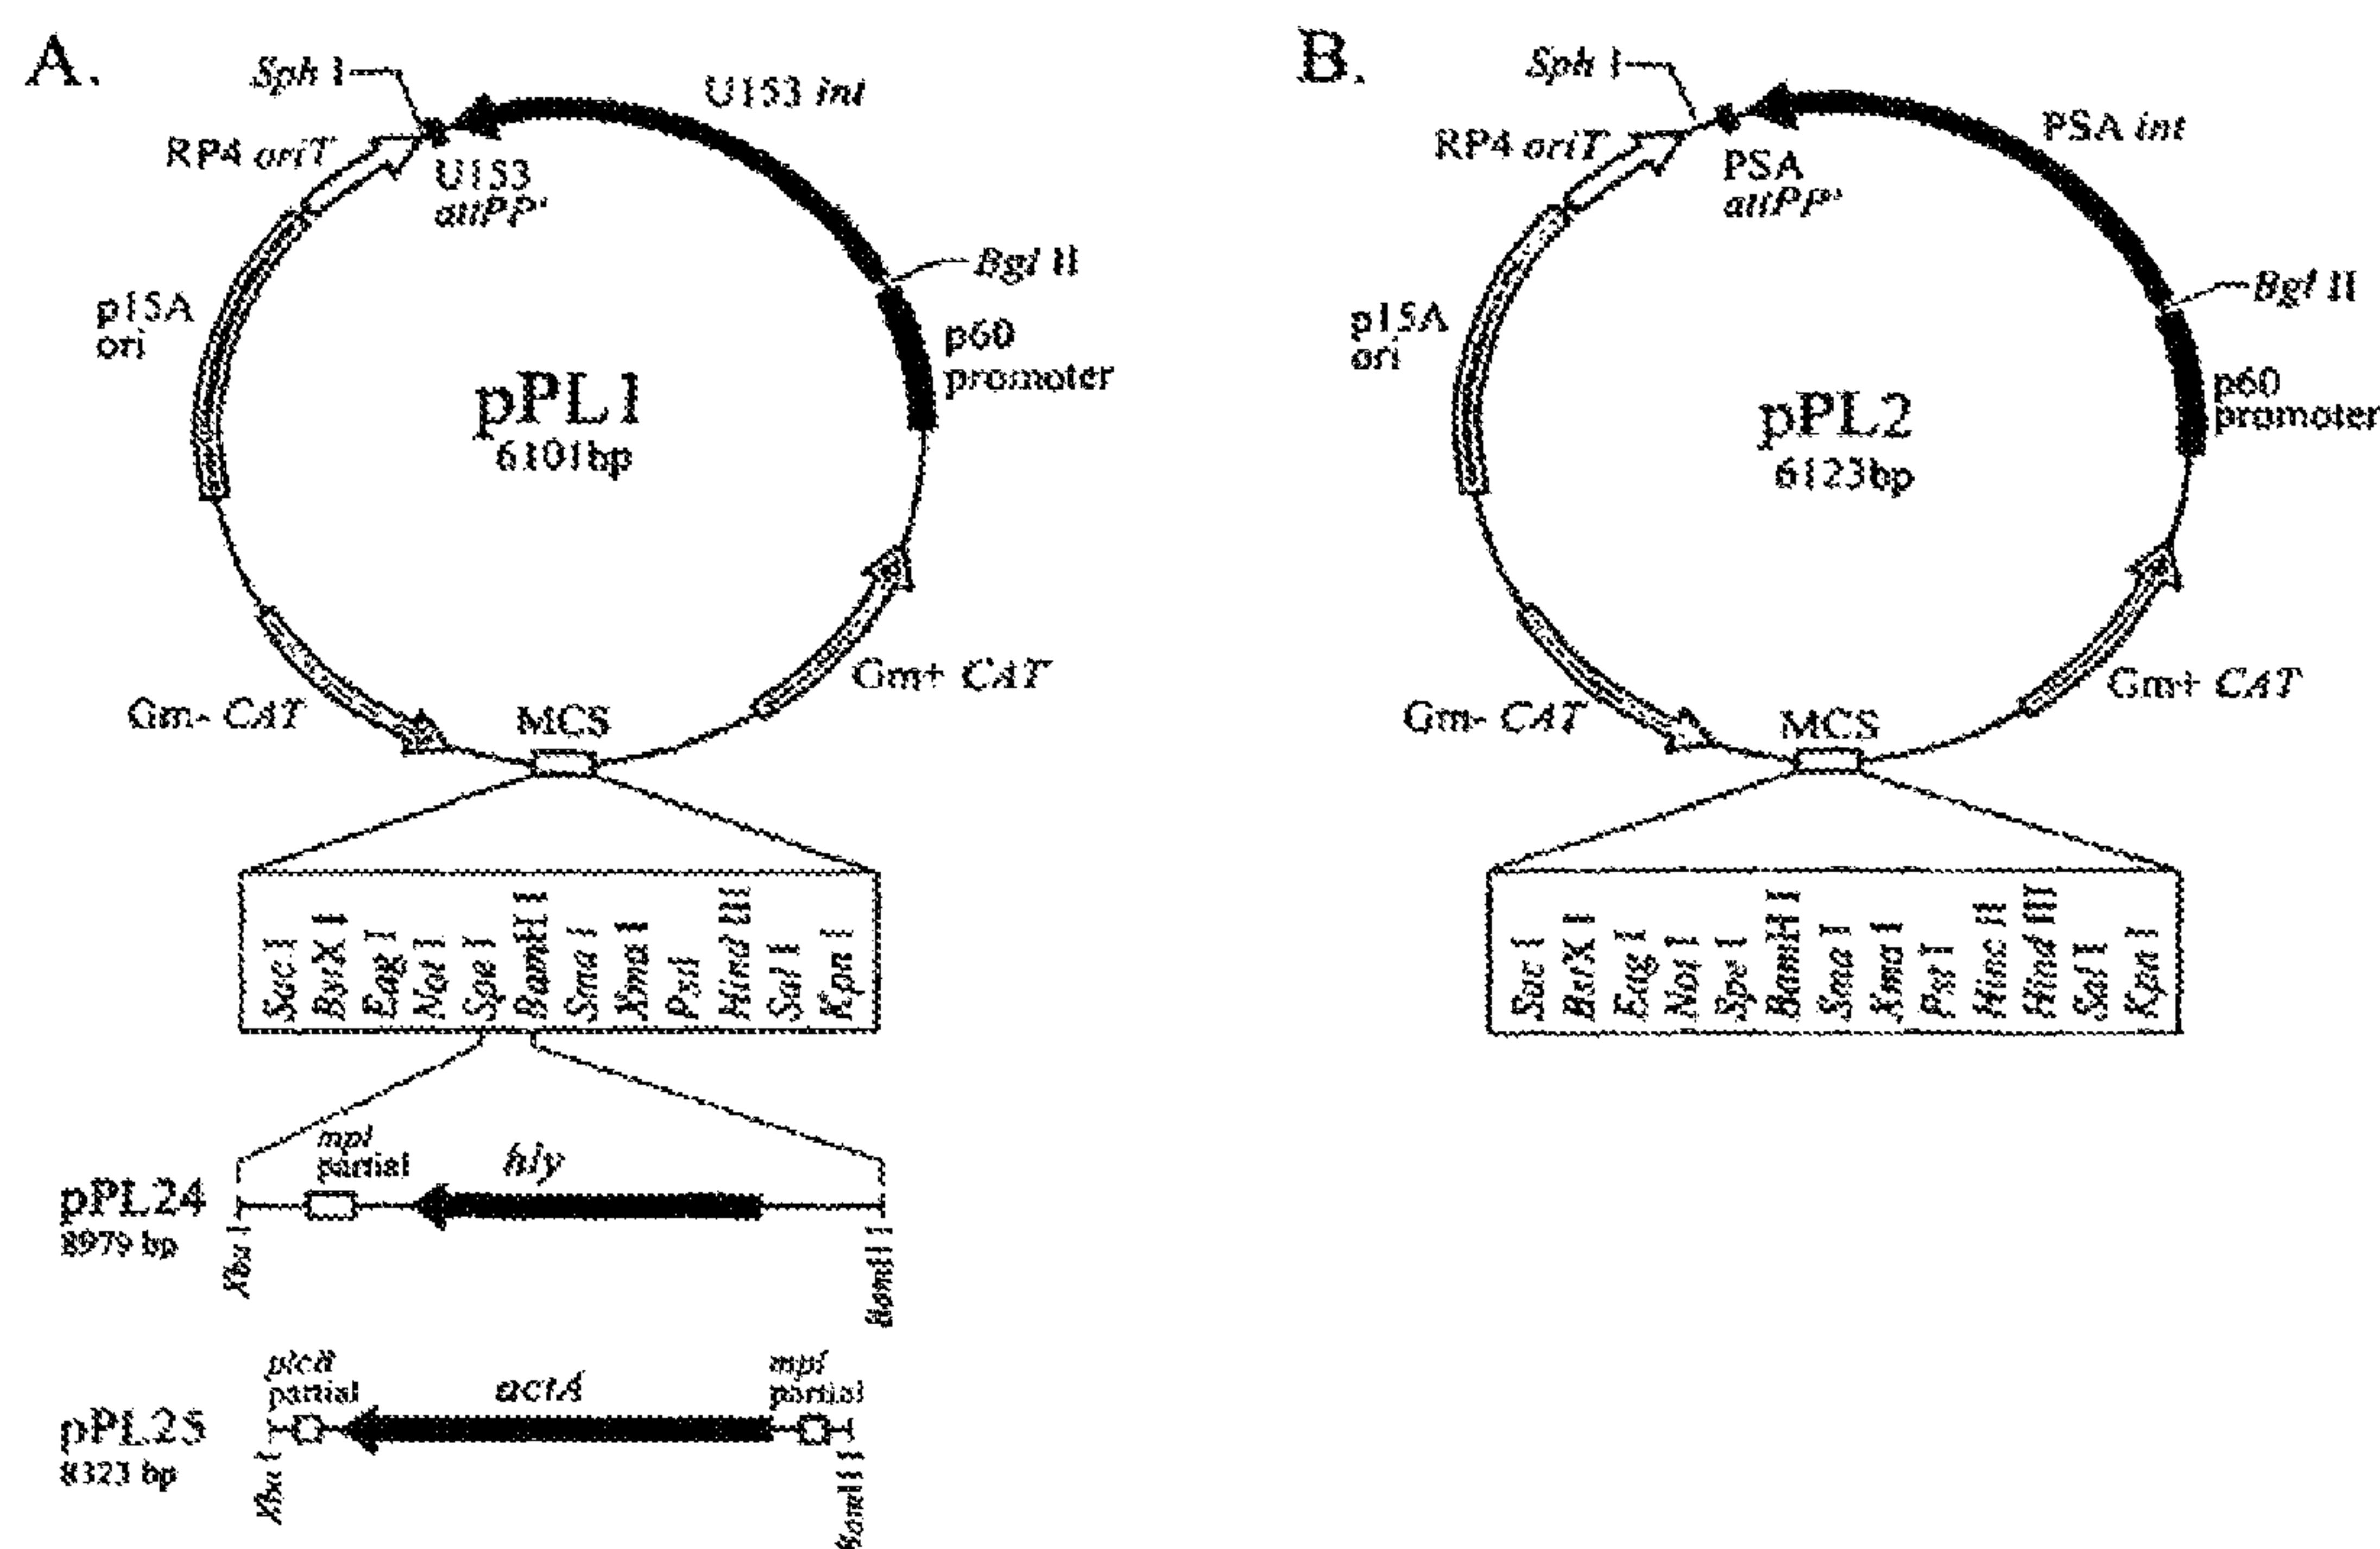 A.
Sph I
U153 int
RP4 oriT
U153
attPP'
Bgl II
p15A
ori
p60
promoter
pPL1
6101bp
Gm+ CAT
Gm- CAT
MCS
Sac I
BstX I
Eag I
Not I
Spe I
BamH I
Sma I
Xma I
PstI
Hind III
Sal I
Kpn I
mpl
partial
hly
pPL24
8979 bp
Xba I
BamH I
plcB
partial
actA
mpl
partial
pPL25
8323 bp
Xba I
BamH I
B.
Sph I
PSA int
RP4 oriT
PSA
attPP'
Bgl II
p15A
ori
p60
promoter
pPL2
6123bp
Gm+ CAT
Gm- CAT
MCS
Sac I
BstX I
Eag I
Not I
Spe I
BamH I
Sma I
Xma I
Pst I
Hinc II
Hind III
Sal I
Kpn I